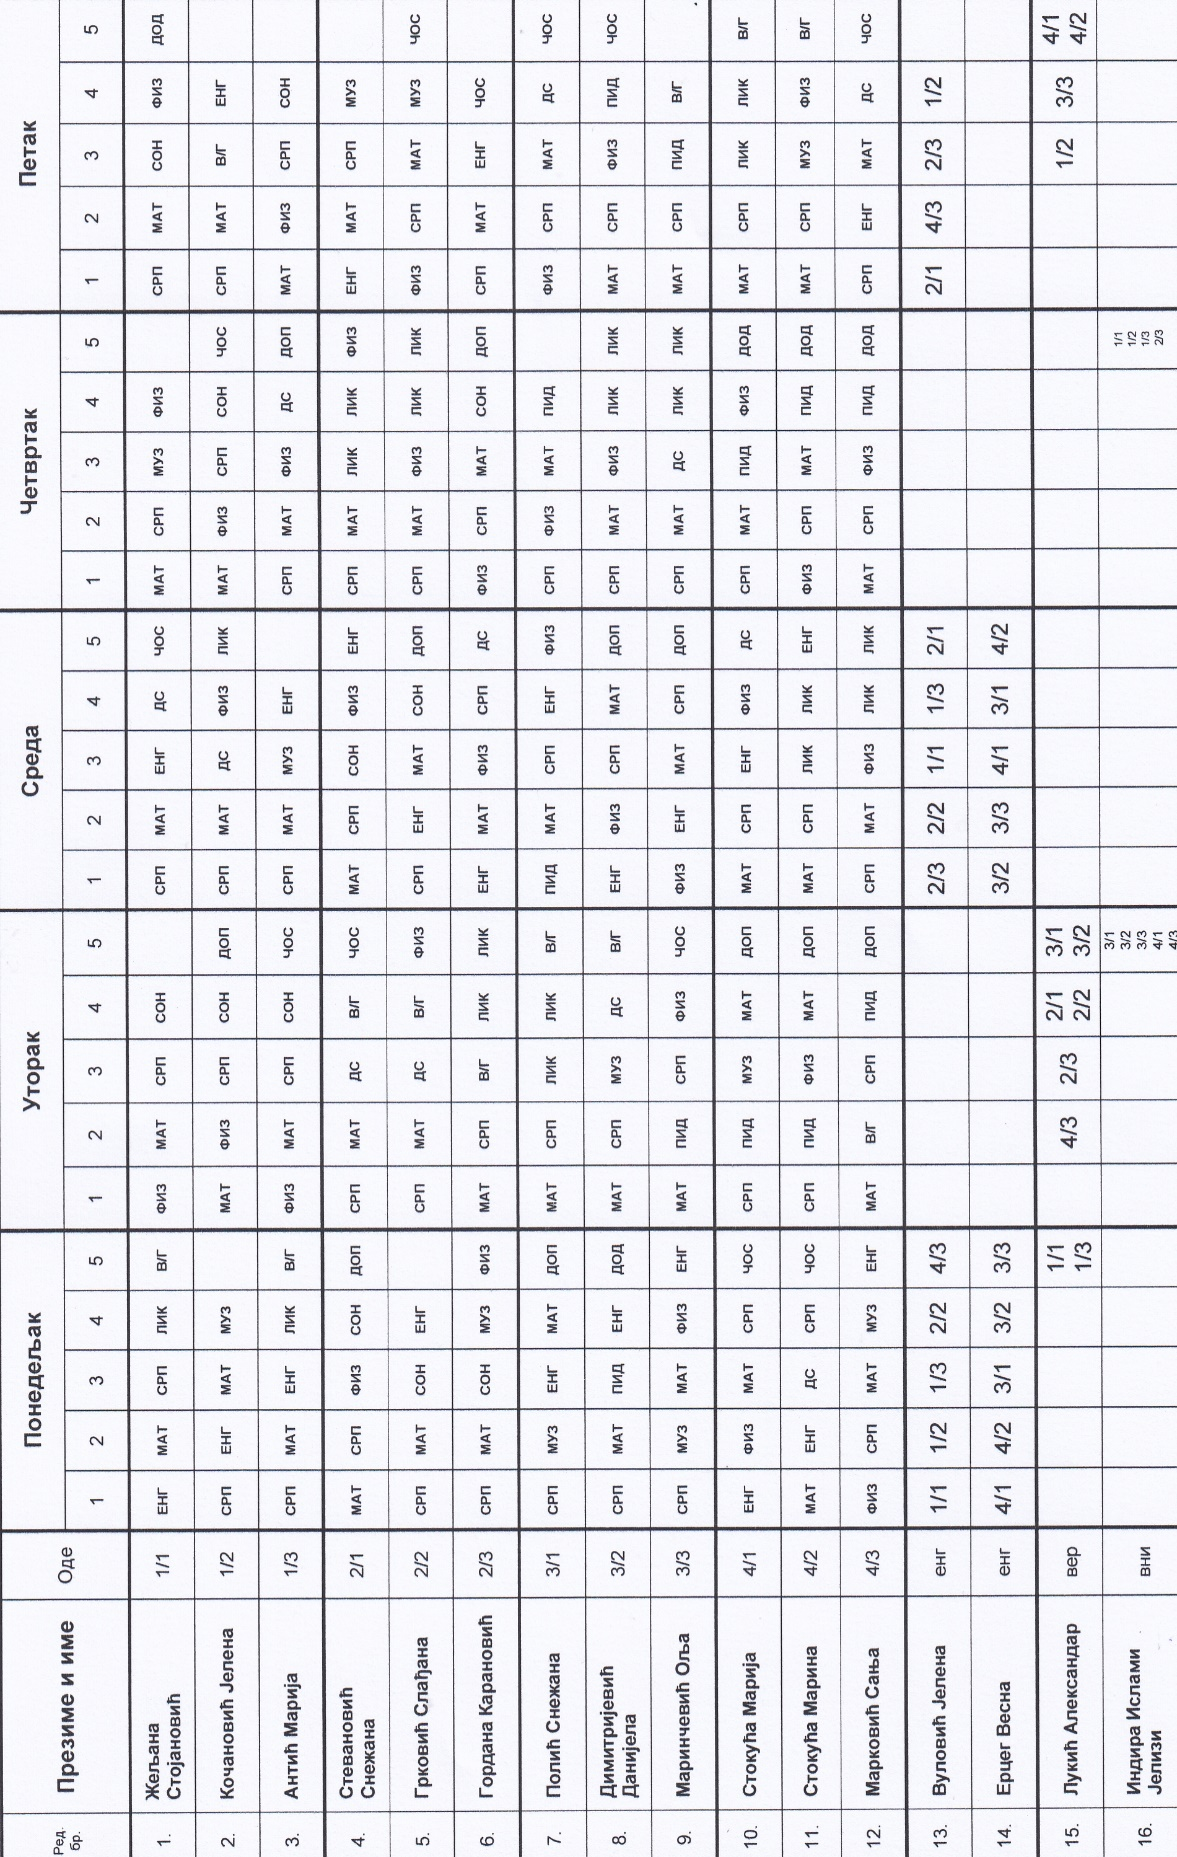 Ред. бр. Презиме и име Оде Понедељак Уторак Среда Четвртак Петак
1 2 3 4 5 1 2 3 4 5 1 2 3 4 5 1 2 3 4 5 1 2 3 4 5
1. Жељана Стојановић 1/1 ЕНГ МАТ СРП ЛИК В/Г ФИЗ МАТ СРП СОН СРП МАТ ЕНГ ДС ЧОС МАТ СРП МУЗ ФИЗ СРП МАТ СОН ФИЗ ДОД
2. Кочановић Јелена 1/2 СРП ЕНГ МАТ МУЗ МАТ ФИЗ СРП СОН ДОП СРП МАТ ДС ФИЗ ЛИК МАТ ФИЗ СРП СОН ЧОС СРП МАТ В/Г ЕНГ
3. Антић Марија 1/3 СРП МАТ ЕНГ ЛИК В/Г ФИЗ МАТ СРП СОН ЧОС СРП МАТ МУЗ ЕНГ СРП МАТ ФИЗ ДС ДОП МАТ ФИЗ СРП СОН
4. Стевановић Снежана 2/1 МАТ СРП ФИЗ СОН ДОП СРП МАТ ДС В/Г ЧОС МАТ СРП СОН ФИЗ ЕНГ СРП МАТ ЛИК ЛИК ФИЗ ЕНГ МАТ СРП МУЗ
5. Грковић Слађана 2/2 СРП МАТ СОН ЕНГ СРП МАТ ДС В/Г ФИЗ СРП ЕНГ МАТ СОН ДОП СРП МАТ ФИЗ ЛИК ЛИК ФИЗ СРП МАТ МУЗ ЧОС
6. Гордана Карановић 2/3 СРП МАТ СОН МУЗ ФИЗ МАТ СРП В/Г ЛИК ЛИК ЕНГ МАТ ФИЗ СРП ДС ФИЗ СРП МАТ СОН ДОП СРП МАТ ЕНГ ЧОС
7. Полић Снежана 3/1 СРП МУЗ ЕНГ МАТ ДОП МАТ СРП ЛИК ЛИК В/Г ПИД МАТ СРП ЕНГ ФИЗ СРП ФИЗ МАТ ПИД ФИЗ СРП МАТ ДС ЧОС
8. Димитријевић Данијела 3/2 СРП МАТ ПИД ЕНГ ДОД МАТ СРП МУЗ ДС В/Г ЕНГ ФИЗ СРП МАТ ДОП СРП МАТ ФИЗ ЛИК ЛИК МАТ СРП ФИЗ ПИД ЧОС
9. Маринчевић Оља 3/3 СРП МУЗ МАТ ФИЗ ЕНГ МАТ ПИД СРП ФИЗ ЧОС ФИЗ ЕНГ МАТ СРП ДОП СРП МАТ ДС ЛИК ЛИК МАТ СРП ПИД В/Г
10. Стокућа Марија 4/1 ЕНГ ФИЗ МАТ СРП ЧОС СРП ПИД МУЗ МАТ ДОП МАТ СРП ЕНГ ФИЗ ДС СРП МАТ ПИД ФИЗ ДОД МАТ СРП ЛИК ЛИК В/Г
11. Стокућа Марина 4/2 МАТ ЕНГ ДС СРП ЧОС СРП ПИД ФИЗ МАТ ДОП МАТ СРП ЛИК ЛИК ЕНГ ФИЗ СРП МАТ ПИД ДОД МАТ СРП МУЗ ФИЗ В/Г
12. Марковић Сања 4/3 ФИЗ СРП МАТ МУЗ ЕНГ МАТ В/Г СРП ПИД ДОП СРП МАТ ФИЗ ЛИК ЛИК МАТ СРП ФИЗ ПИД ДОД СРП ЕНГ МАТ ДС ЧОС
13. Вуловић Јелена енг 1/1 1/2 1/3 2/2 4/3 2/3 2/2 1/1 1/3 2/1 2/1 4/3 2/3 1/2
14. Ерцег Весна енг 4/1 4/2 3/1 3/2 3/3 3/2 3/3 4/1 3/1 4/2
15. Лукић Александар вер 1/1 1/3 4/3 2/3 2/1 2/2 3/1 3/2 1/2 3/3 4/1 4/2
16. Индира Ислами Јелизи вни 3/1 3/2 3/3 4/1 4/3 1/1 1/2 1/3 2/3